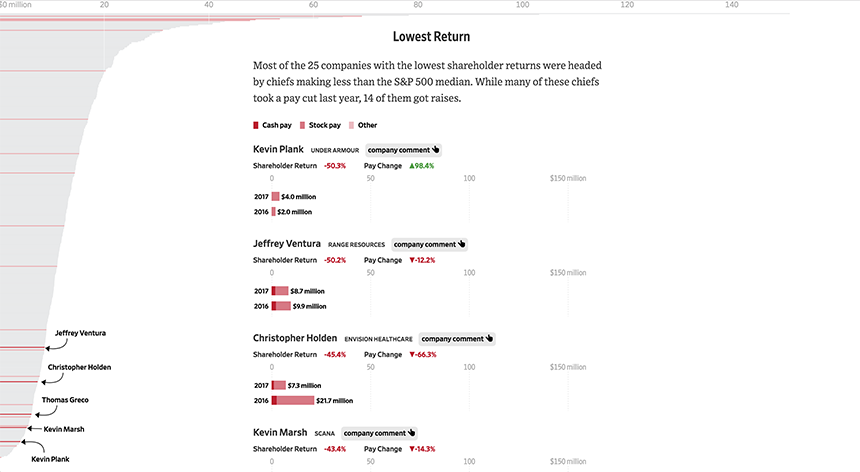 $0 million 20 40 60 80 100 120 140
Lowest Return
Most of the 25 companies with the lowest shareholder returns were headed
by chiefs making less than the S&P 500 median. While many of these chiefs
took a pay cut last year, 14 of them got raises.
Cash pay Stock pay Other
Kevin Plank UNDER ARMOUR company comment
Shareholder Return -50.3% Pay Change ▲98.4%
0 50 100 $150 million
2017 $4.0 million
2016 $2.0 million
Jeffrey Ventura RANGE RESOURCES company comment
Shareholder Return -50.2% Pay Change ▼-12.2%
0 50 100 $150 million
2017 $8.7 million
2016 $9.9 million
Christopher Holden ENVISION HEALTHCARE company comment
Shareholder Return -45.4% Pay Change ▼-66.3%
0 50 100 $150 million
2017 $7.3 million
2016 $21.7 million
Kevin Marsh SCANA company comment
Shareholder Return -43.4% Pay Change ▼-14.3%
0 50 100 $150 million
Jeffrey Ventura
Christopher Holden
Thomas Greco
Kevin Marsh
Kevin Plank